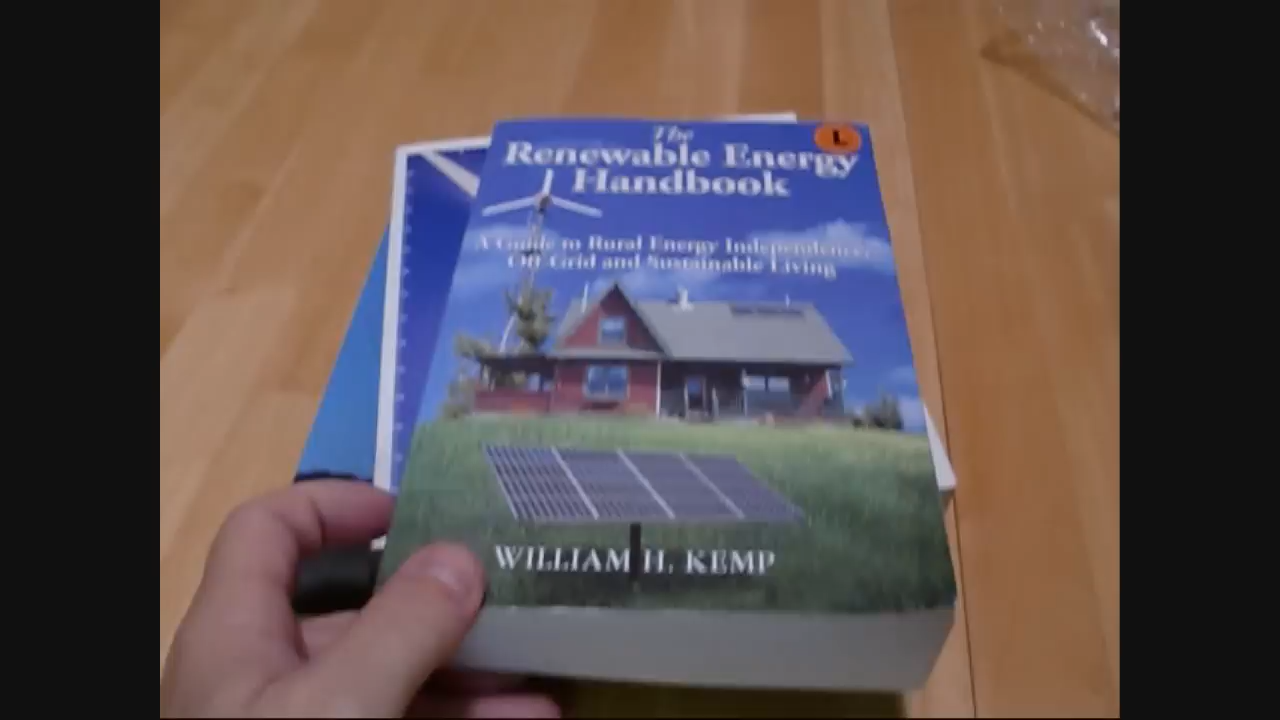 The
L
Renewable Energy
Handbook
A Guide to Rural Energy Independence,
Off-Grid and Sustainable Living
WILLIAM H. KEMP